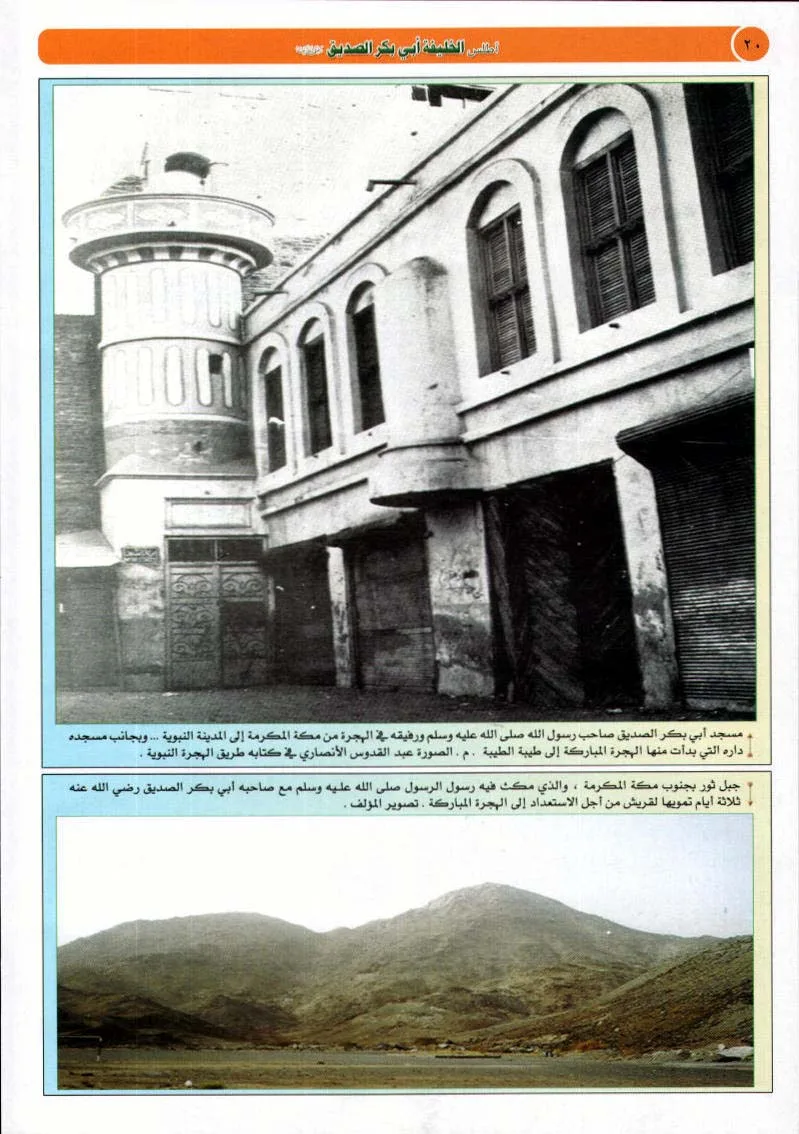 ٢٠
أطلس الخليفة أبي بكر الصديق
مسجد أبي بكر الصديق صاحب رسول الله صلى الله عليه وسلم ورفيقه في الهجرة من مكة المكرمة إلى المدينة النبوية ... وبجانب مسجده
داره التي بدأت منها الهجرة المباركة إلى طيبة الطيبة . م . الصورة عبد القدوس الأنصاري في كتابه طريق الهجرة النبوية .
جبل ثور بجنوب مكة المكرمة ، والذي مكث فيه رسول الرسول صلى الله عليه وسلم مع صاحبه أبي بكر الصديق رضي الله عنه
ثلاثة أيام تمويها لقريش من أجل الاستعداد إلى الهجرة المباركة . تصوير المؤلف .